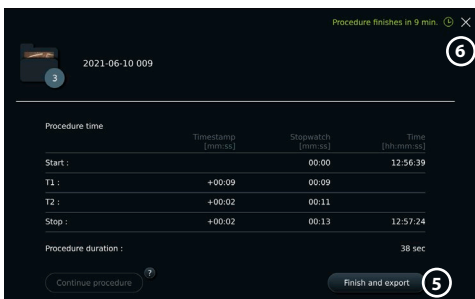 Procedure finishes in 9 min.
6
3
2021-06-10 009
Procedure time
Timestamp [mm:ss] Stopwatch [mm:ss] Time [hh:mm:ss]
Start : 00:00 12:56:39
T1 : +00:09 00:09
T2 : +00:02 00:11
Stop : +00:02 00:13 12:57:24
Procedure duration : 38 sec
Continue procedure ? Finish and export 5